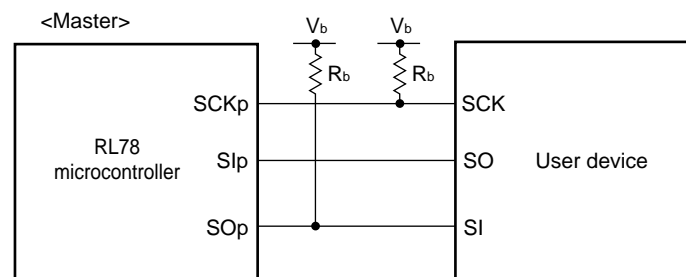 <Master>
Vb Vb
Rb Rb
SCKp SCK
RL78
microcontroller
SIp SO
User device
SOp SI